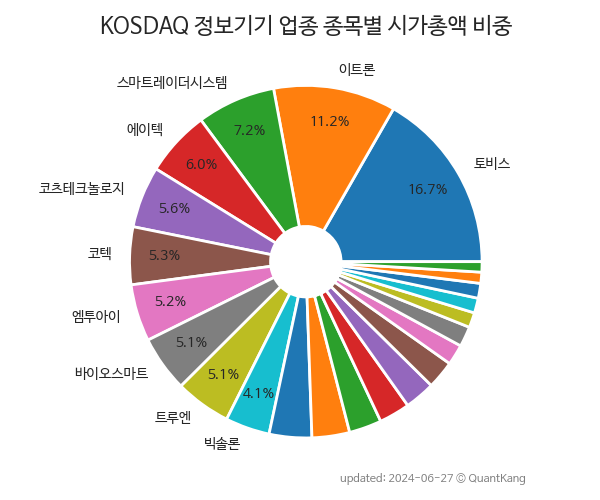 KOSDAQ 정보기기 업종 종목별 시가총액 비중
이트론
스마트레이더시스템
11.2%
7.2%
에이텍
토비스
6.0%
16.7%
코츠테크놀로지
5.6%
코텍
5.3%
5.2%
엠투아이
5.1%
바이오스마트
5.1%
4.1%
트루엔
빅솔론
updated: 2024-06-27 © QuantKang